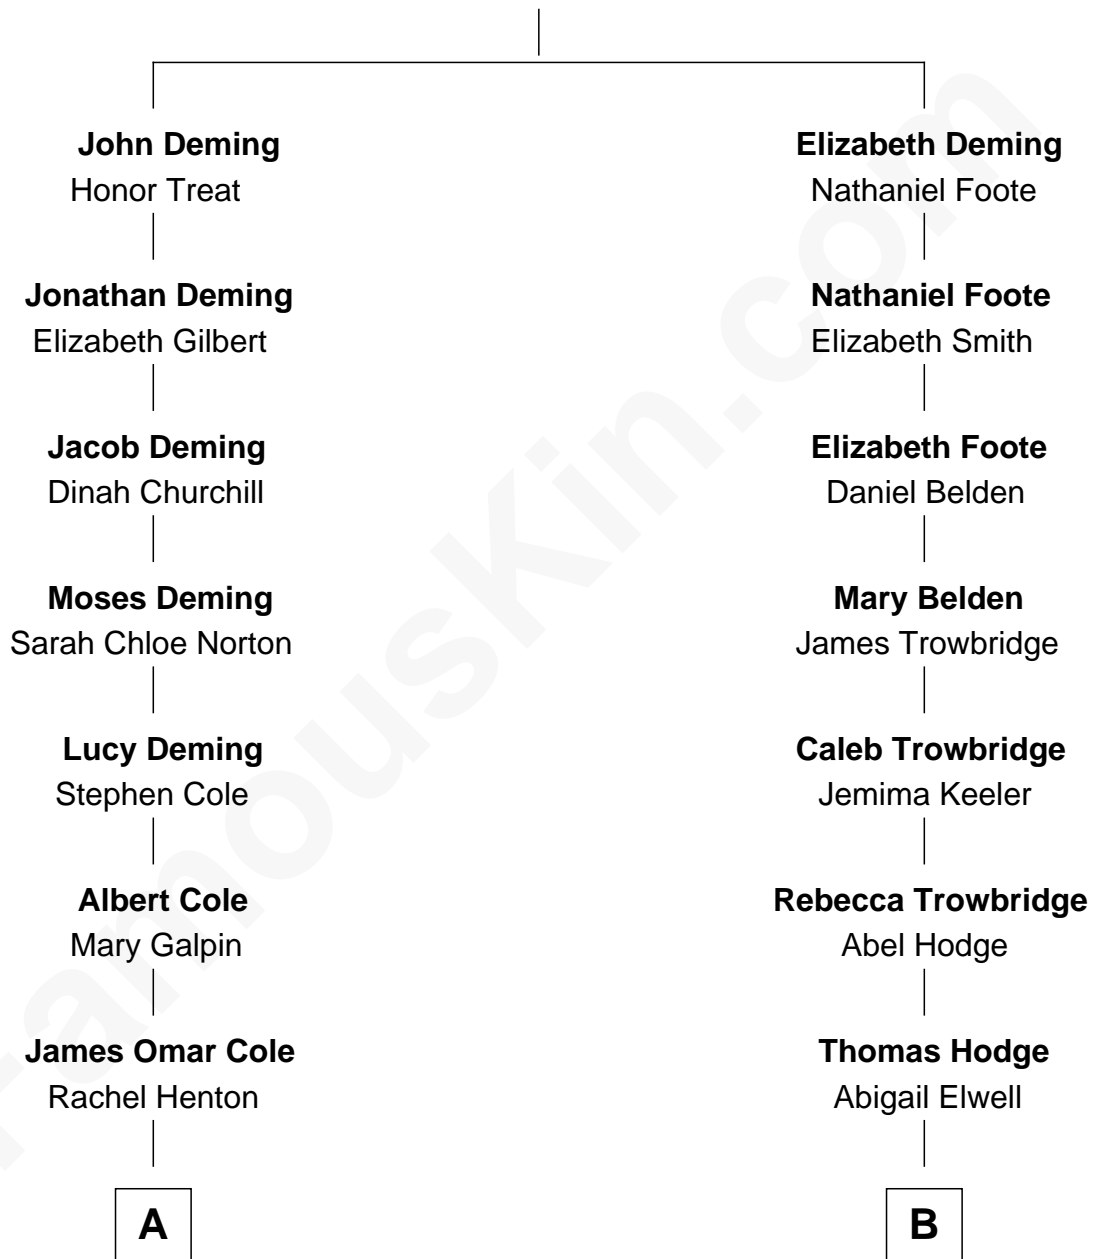 John Deming
Honor Treat
Jonathan Deming
Elizabeth Gilbert
Jacob Deming
Dinah Churchill
Moses Deming
Sarah Chloe Norton
Lucy Deming
Stephen Cole
Albert Cole
Mary Galpin
James Omar Cole
Rachel Henton
A
Elizabeth Deming
Nathaniel Foote
Nathaniel Foote
Elizabeth Smith
Elizabeth Foote
Daniel Belden
Mary Belden
James Trowbridge
Caleb Trowbridge
Jemima Keeler
Rebecca Trowbridge
Abel Hodge
Thomas Hodge
Abigail Elwell
B
FamousKin.com